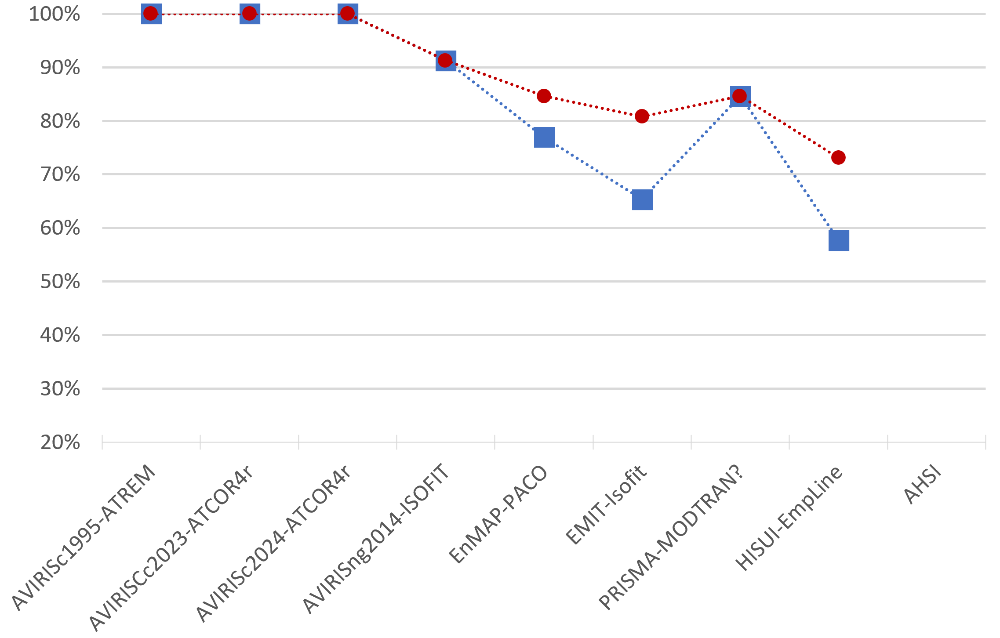 100%
90%
80%
70%
60%
50%
40%
30%
20%
AVIRISc1995-ATREM
AVIRISCc2023-ATCOR4r
AVIRISc2024-ATCOR4r
AVIRISng2014-ISOFIT
EnMAP-PACO
EMIT-Isofit
PRISMA-MODTRAN?
HISUI-EmpLine
AHSI